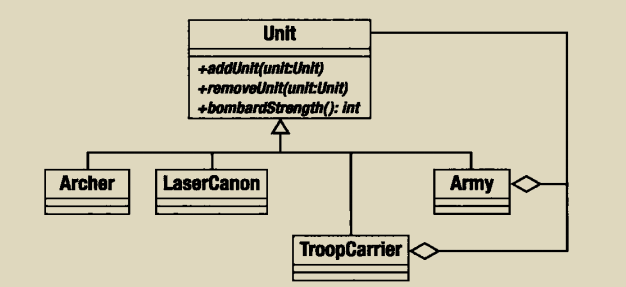 Unit
+addUnit(unit:Unit)
+removeUnit(unit:Unit)
+bombardStrength(): int
Archer
LaserCanon
Army
TroopCarrier